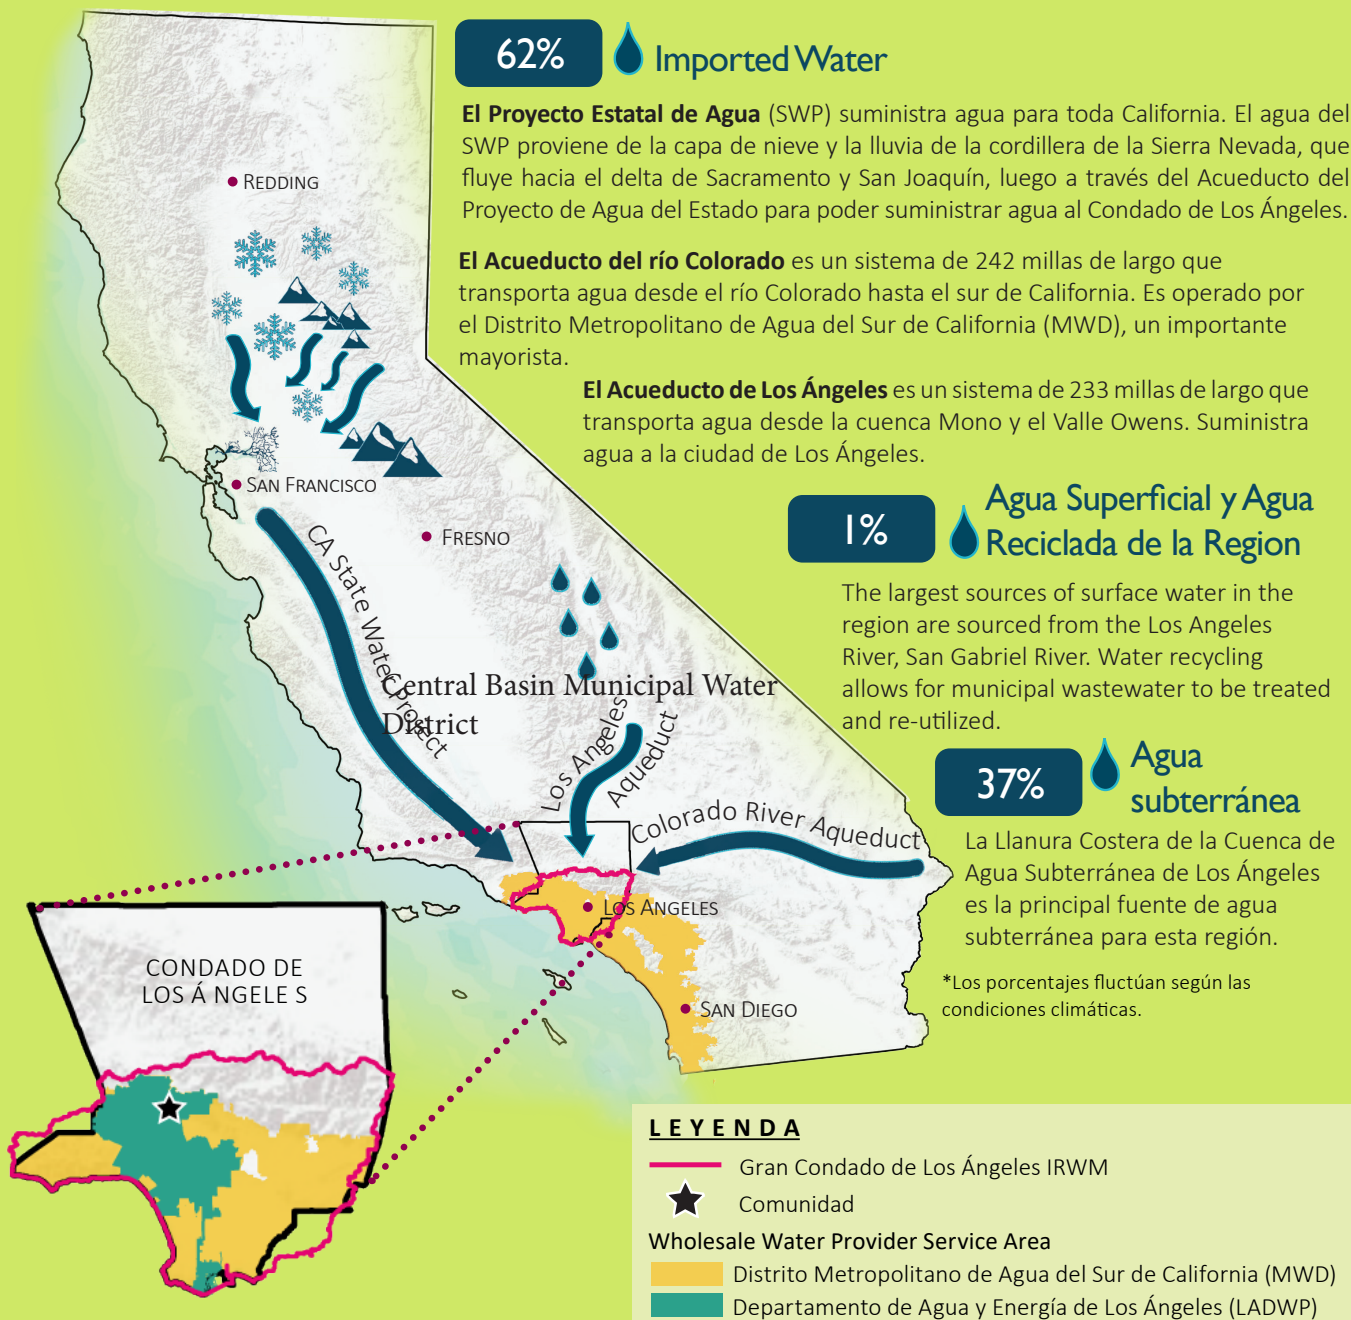 62%
Imported Water
El Proyecto Estatal de Agua (SWP) suministra agua para toda California. El agua del
SWP proviene de la capa de nieve y la lluvia de la cordillera de la Sierra Nevada, que
fluye hacia el delta de Sacramento y San Joaquín, luego a través del Acueducto del
Proyecto de Agua del Estado para poder suministrar agua al Condado de Los Ángeles.
El Acueducto del río Colorado es un sistema de 242 millas de largo que
transporta agua desde el río Colorado hasta el sur de California. Es operado por
el Distrito Metropolitano de Agua del Sur de California (MWD), un importante
mayorista.
El Acueducto de Los Ángeles es un sistema de 233 millas de largo que
transporta agua desde la cuenca Mono y el Valle Owens. Suministra
agua a la ciudad de Los Ángeles.
1%
Agua Superficial y Agua
Reciclada de la Region
The largest sources of surface water in the
region are sourced from the Los Angeles
River, San Gabriel River. Water recycling
allows for municipal wastewater to be treated
and re-utilized.
37%
Agua
subterránea
La Llanura Costera de la Cuenca de
Agua Subterránea de Los Ángeles
es la principal fuente de agua
subterránea para esta región.
*Los porcentajes fluctúan según las
condiciones climáticas.
REDDING
SAN FRANCISCO
FRESNO
CA State Water Project
Central Basin Municipal Water
District
Los Angeles
Aqueduct
Colorado River Aqueduct
LOS ANGELES
SAN DIEGO
CONDADO DE
LOS Á NGELE S
LEYENDA
Gran Condado de Los Ángeles IRWM
Comunidad
Wholesale Water Provider Service Area
Distrito Metropolitano de Agua del Sur de California (MWD)
Departamento de Agua y Energía de Los Ángeles (LADWP)